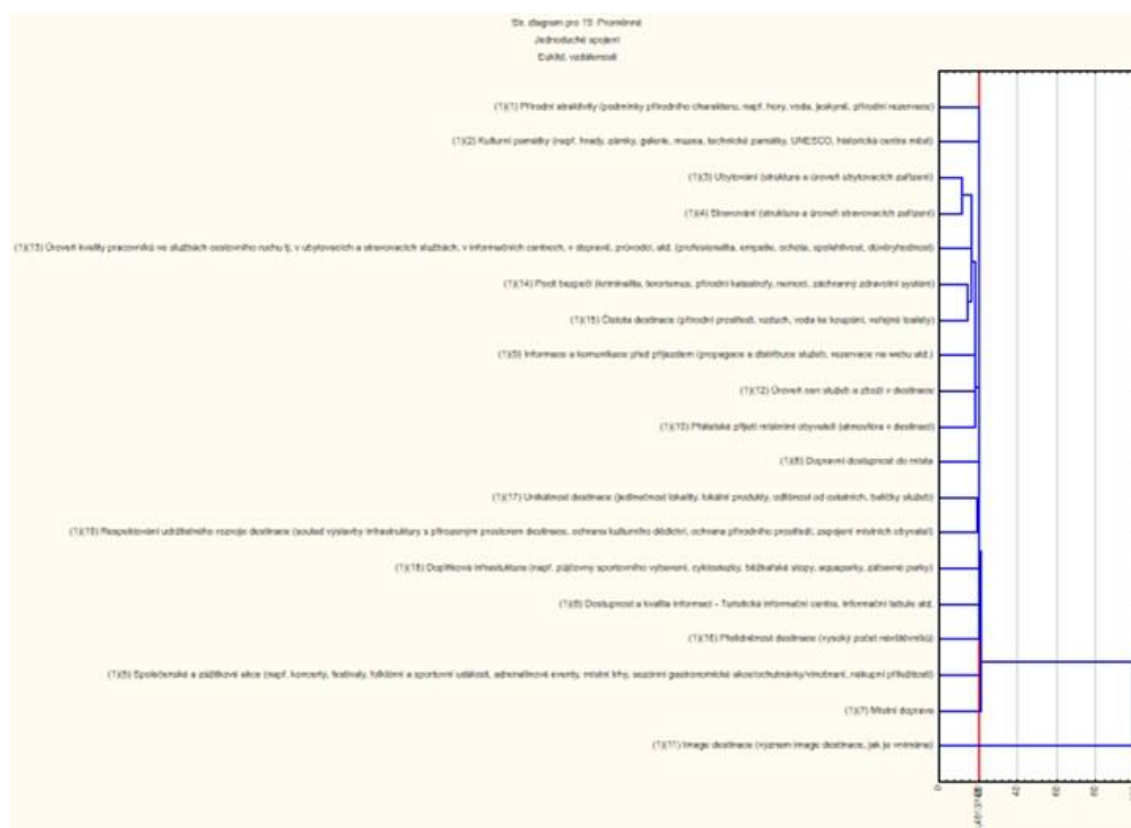 Str. diagram pro 19 Proměnné
Jednoduché spojení
Euklid. vzdálenosti
(1)(1) Přírodní atraktivity (podmínky přírodního charakteru, např. hory, voda, jeskyně, přírodní rezervace)
(1)(2) Kulturní památky (např. hrady, zámky, galerie, muzea, technické památky, UNESCO, historická centra měst)
(1)(3) Ubytování (struktura a úroveň ubytovacích zařízení)
(1)(4) Stravování (struktura a úroveň stravovacích zařízení)
(1)(13) Úroveň kvality pracovníků ve službách cestovního ruchu tj. v ubytovacích a stravovacích službách, v informačních centrech, v dopravě, průvodci, atd. (profesionalita, empatie, ochota, spolehlivost, důvěryhodnost)
(1)(14) Pocit bezpečí (kriminalita, terorismus, přírodní katastrofy, nemoci, záchranný zdravotní systém)
(1)(15) Čistota destinace (přírodní prostředí, vzduch, voda ke koupání, veřejné toalety)
(1)(9) Informace a komunikace před příjezdem (propagace a distribuce služeb, rezervace na webu atd.)
(1)(12) Úroveň cen služeb a zboží v destinace
(1)(10) Přátelské přijetí místními obyvateli (atmosféra v destinaci)
(1)(6) Dopravní dostupnost do místa
(1)(17) Unikátnost destinace (jedinečnost lokality, lokální produkty, odlišnost od ostatních, balíčky služeb)
(1)(19) Respektování udržitelného rozvoje destinace (soulad výstavby infrastruktury s přirozeným prostorem destinace, ochrana kulturního dědictví, ochrana přírodního prostředí, zapojení místních obyvatel)
(1)(18) Doplňková infrastuktura (např. půjčovny sportovního vybavení, cyklostezky, běžkařské stopy, aquaparky, zábavné parky)
(1)(8) Dostupnost a kvalita informací - Turistická informační centra, informační tabule atd.
(1)(16) Přelidněnost destinace (vysoký počet návštěvníků)
(1)(5) Společenské a zážitkové akce (např. koncerty, festivaly, folklórní a sportovní události, adrenalinové eventy, místní trhy, sezónní gastronomické akce/ochutnávky/vinobraní, nákupní příležitosti)
(1)(7) Místní doprava
(1)(11) Image destinace (význam image destinace, jak je vnímána)
0
40
60
80